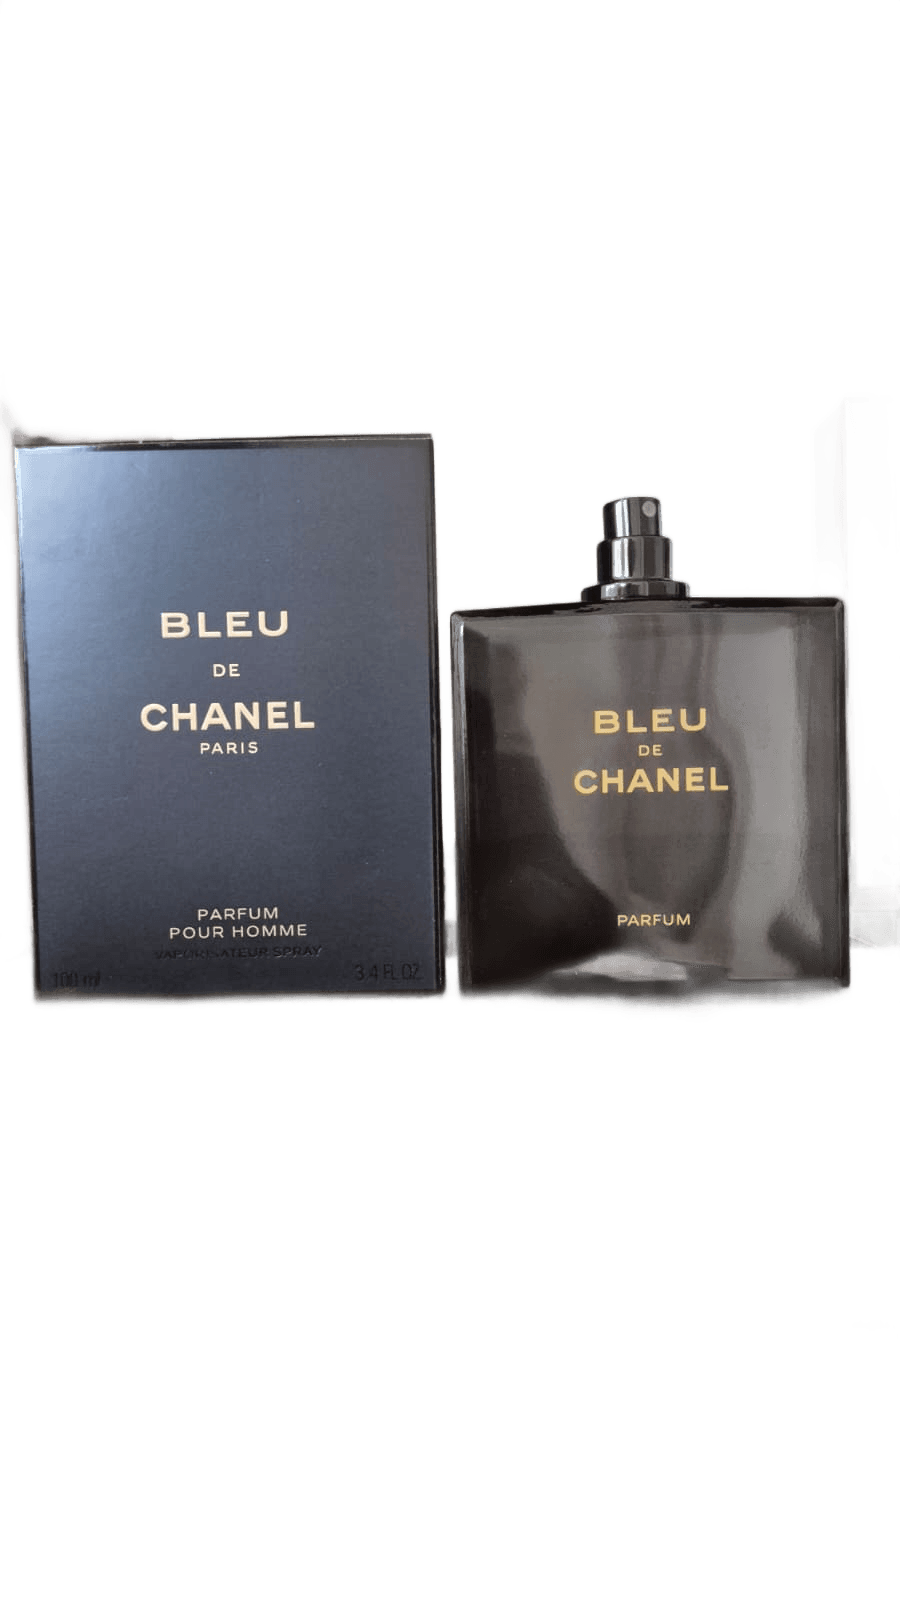 BLEU
DE
CHANEL
PARIS
PARFUM
POUR HOMME
VAPORISATEUR SPRAY
100 ml
3.4 FL. OZ.
BLEU
DE
CHANEL
PARFUM